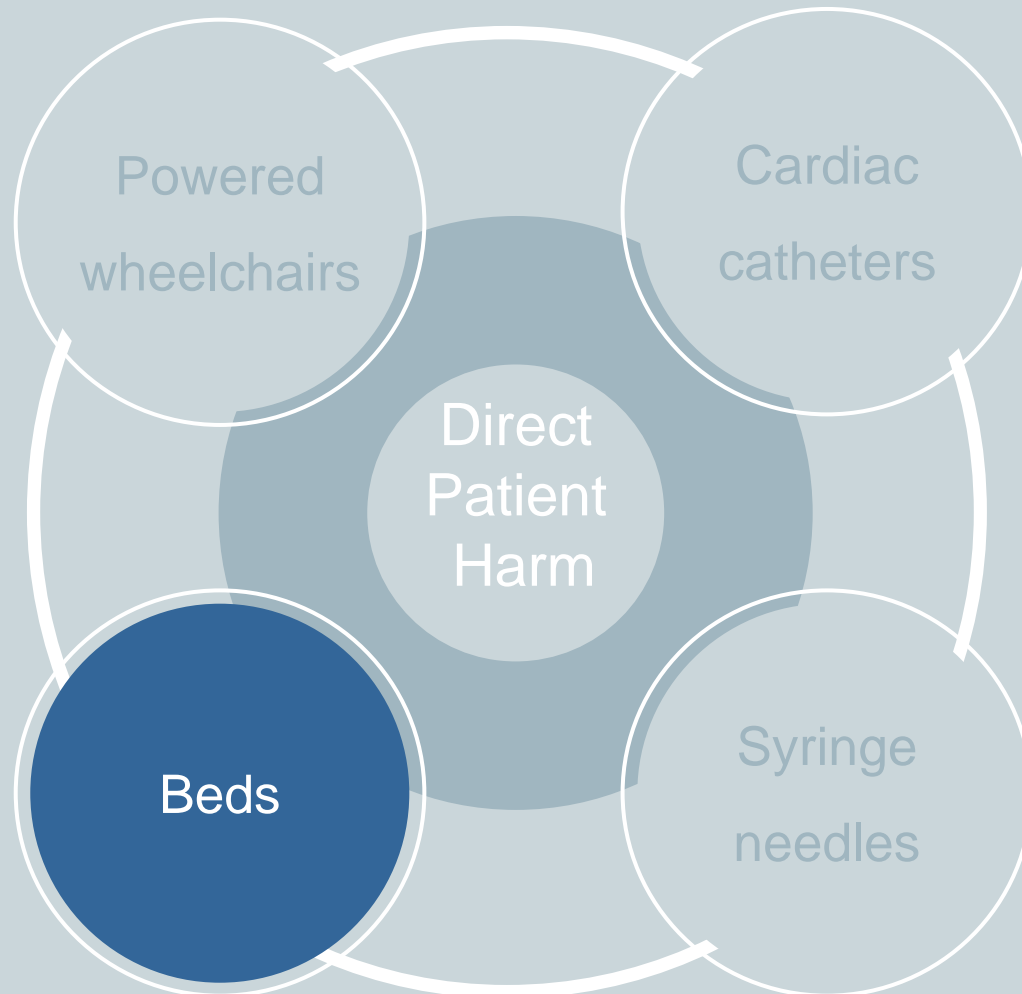 Powered
wheelchairs
Cardiac
catheters
Direct
Patient
Harm
Beds
Syringe
needles